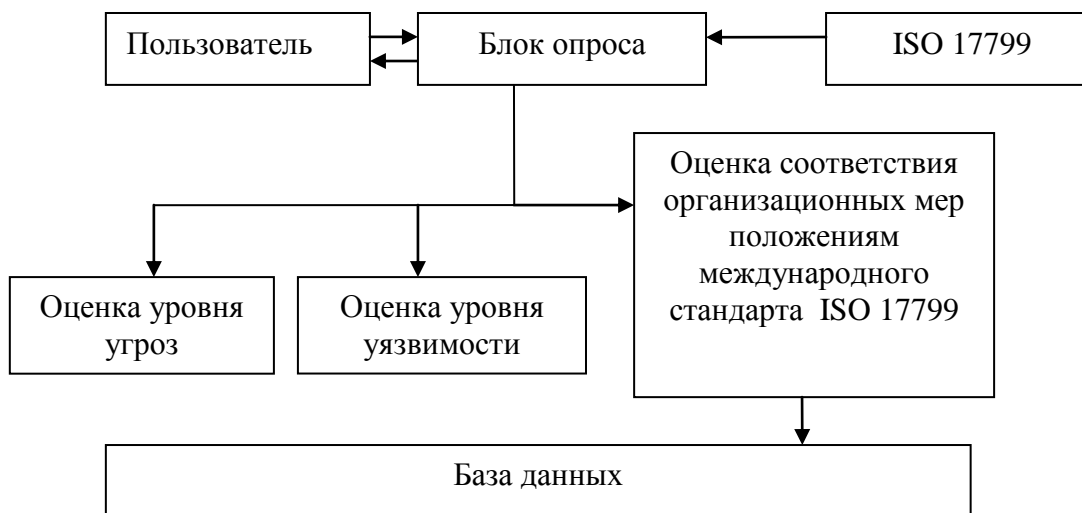 Пользователь
Блок опроса
ISO 17799
Оценка соответствия
организационных мер
положениям
международного
стандарта ISO 17799
Оценка уровня
угроз
Оценка уровня
уязвимости
База данных